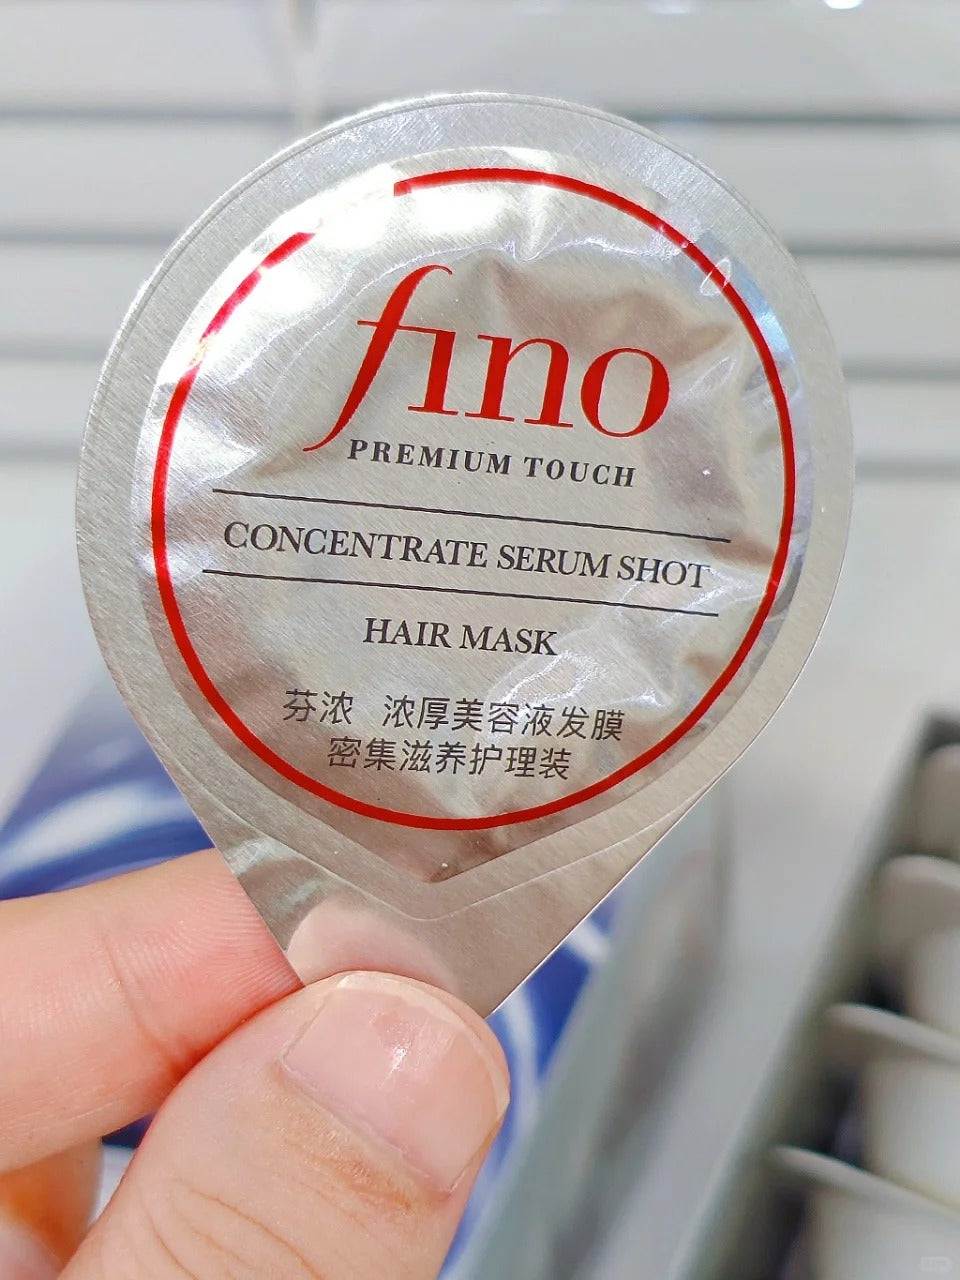 fino
PREMIUM TOUCH
CONCENTRATE SERUM SHOT
HAIR MASK
芬浓 浓厚美容液发膜
密集滋养护理装